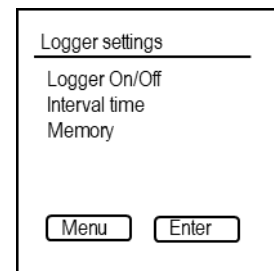 Logger settings
Logger On/Off
Interval time
Memory
Menu Enter